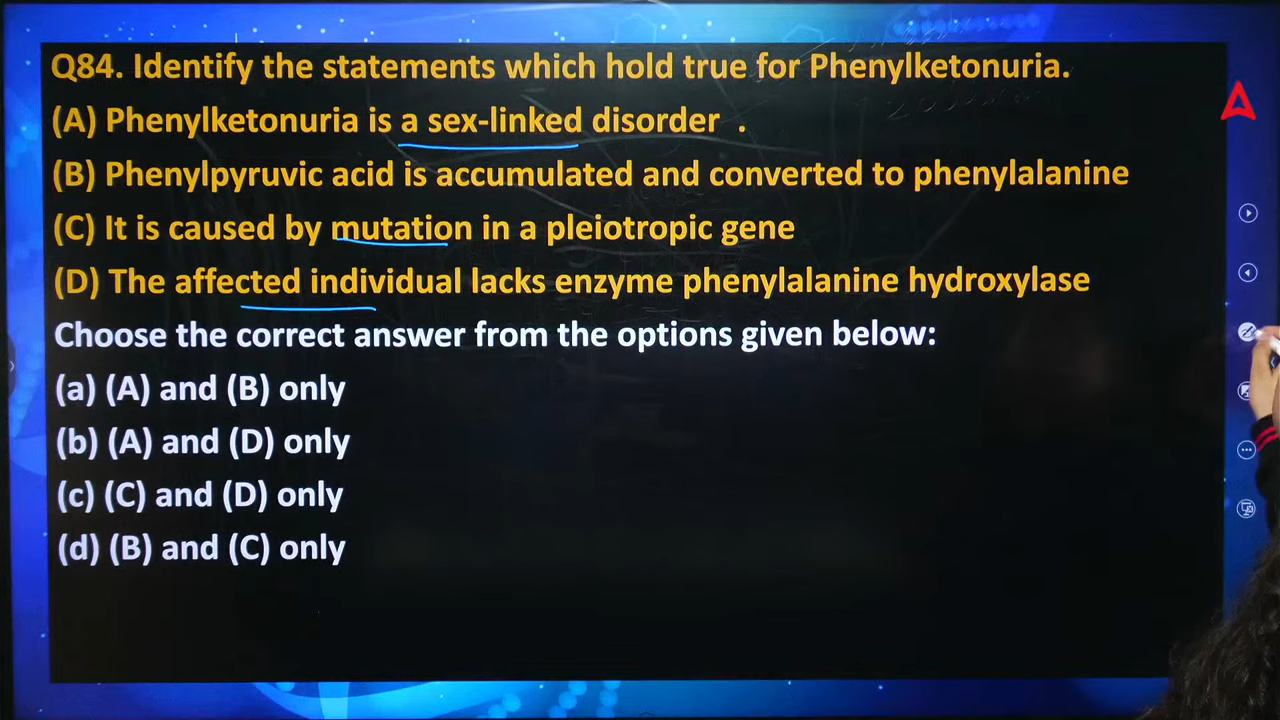 Q84. Identify the statements which hold true for Phenylketonuria.
(A) Phenylketonuria is a sex-linked disorder .
(B) Phenylpyruvic acid is accumulated and converted to phenylalanine
(C) It is caused by mutation in a pleiotropic gene
(D) The affected individual lacks enzyme phenylalanine hydroxylase
Choose the correct answer from the options given below:
(a) (A) and (B) only
(b) (A) and (D) only
(c) (C) and (D) only
(d) (B) and (C) only